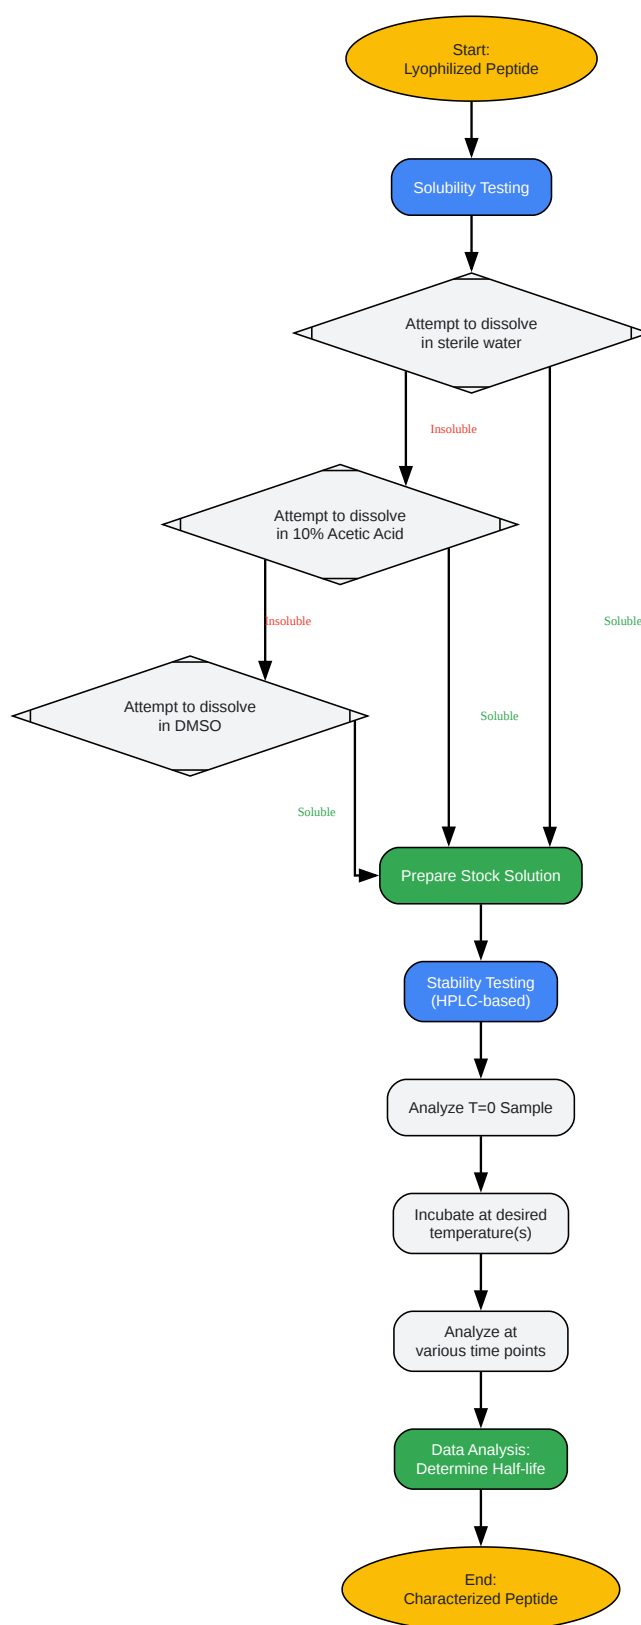 Start:
Lyophilized Peptide
Solubility Testing
Attempt to dissolve
in sterile water
Insoluble
Attempt to dissolve
in 10% Acetic Acid
Insoluble
Soluble
Attempt to dissolve
in DMSO
Soluble
Soluble
Prepare Stock Solution
Stability Testing
(HPLC-based)
Analyze T=0 Sample
Incubate at desired
temperature(s)
Analyze at
various time points
Data Analysis:
Determine Half-life
End:
Characterized Peptide